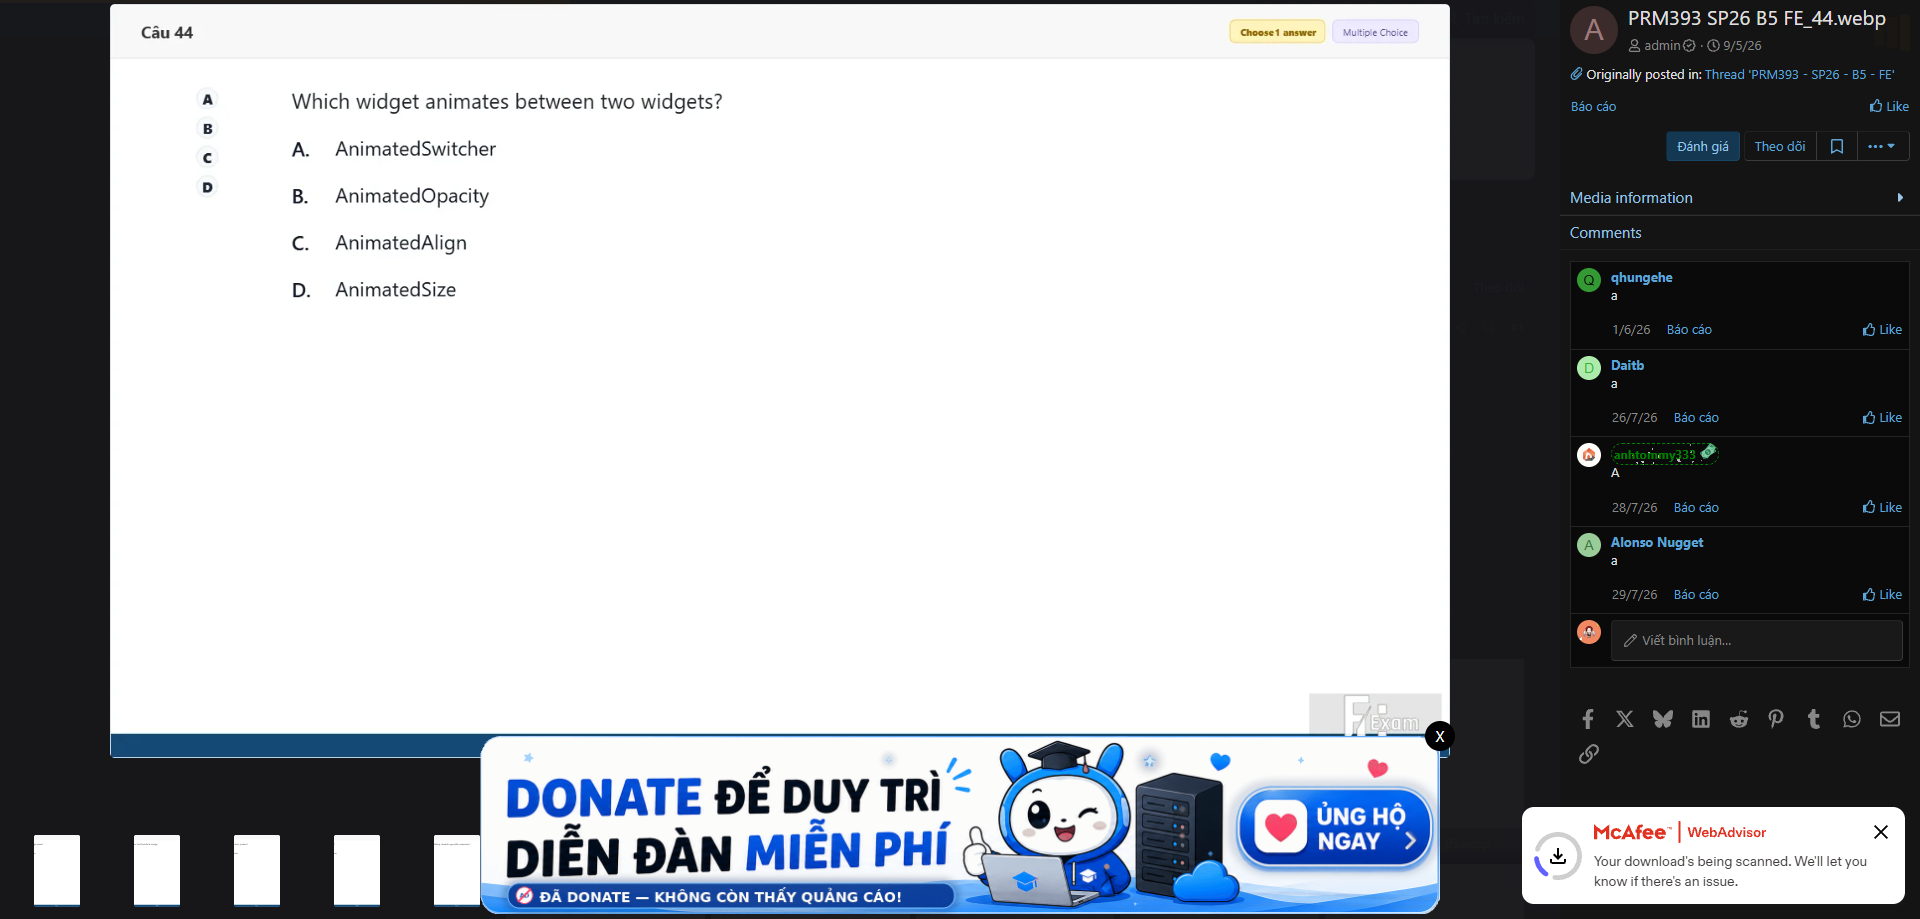 Câu 44
Choose 1 answer
Multiple Choice
A
B
C
D
Which widget animates between two widgets?
A. AnimatedSwitcher
B. AnimatedOpacity
C. AnimatedAlign
D. AnimatedSize
Exam
X
DONATE ĐỂ DUY TRÌ
DIỄN ĐÀN MIỄN PHÍ
ĐÃ DONATE — KHÔNG CÒN THẤY QUẢNG CÁO!
ỦNG HỘ
NGAY
A
PRM393 SP26 B5 FE_44.webp
admin · 9/5/26
Originally posted in: Thread 'PRM393 - SP26 - B5 - FE'
Báo cáo
Like
Đánh giá
Theo dõi
Media information
Comments
Q
qhungehe
a
1/6/26 Báo cáo Like
D
Daitb
a
26/7/26 Báo cáo Like
anhtommy333
A
28/7/26 Báo cáo Like
A
Alonso Nugget
a
29/7/26 Báo cáo Like
Viết bình luận...
McAfee™ | WebAdvisor
Your download's being scanned. We'll let you
know if there's an issue.